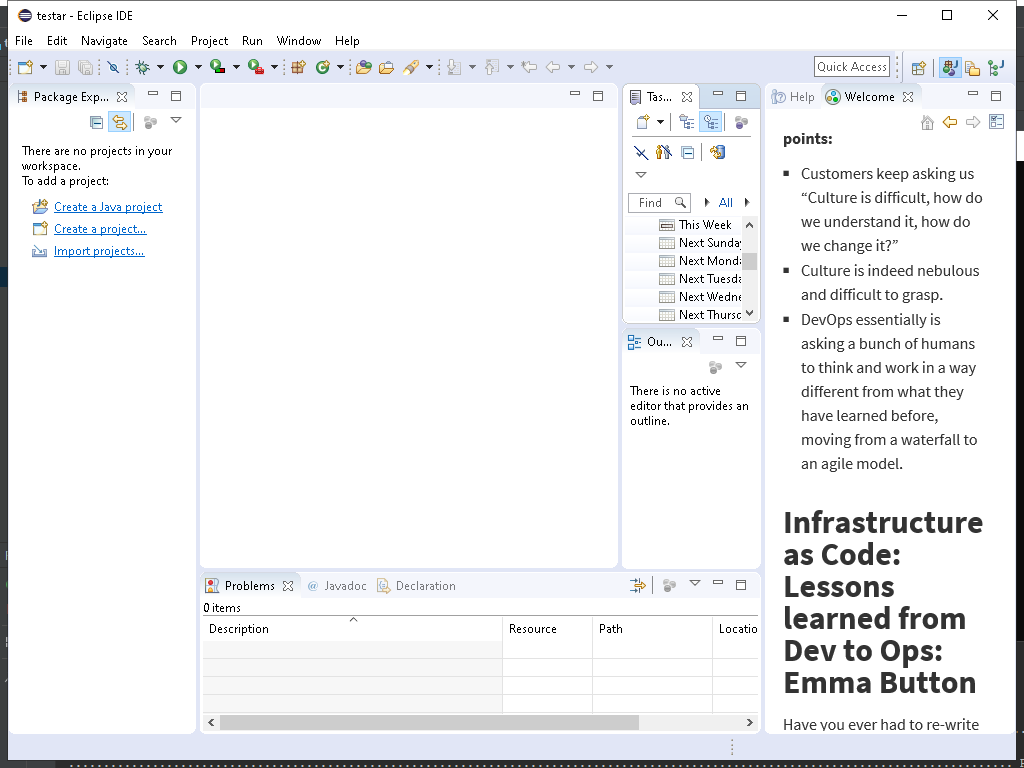 testar - Eclipse IDE
File Edit Navigate Search Project Run Window Help
Quick Access
Package Exp...
There are no projects in your
workspace.
To add a project:
Create a Java project
Create a project...
Import projects...
Tas...
Find
All
This Week
Next Sunday
Next Monda
Next Tuesda
Next Wedne
Next Thursd
Ou...
There is no active
editor that provides an
outline.
Help Welcome
points:
Customers keep asking us
“Culture is difficult, how do
we understand it, how do
we change it?”
Culture is indeed nebulous
and difficult to grasp.
DevOps essentially is
asking a bunch of humans
to think and work in a way
different from what they
have learned before,
moving from a waterfall to
an agile model.
Infrastructure
as Code:
Lessons
learned from
Dev to Ops:
Emma Button
Have you ever had to re-write
Problems @ Javadoc Declaration
0 items
Description Resource Path Locatio